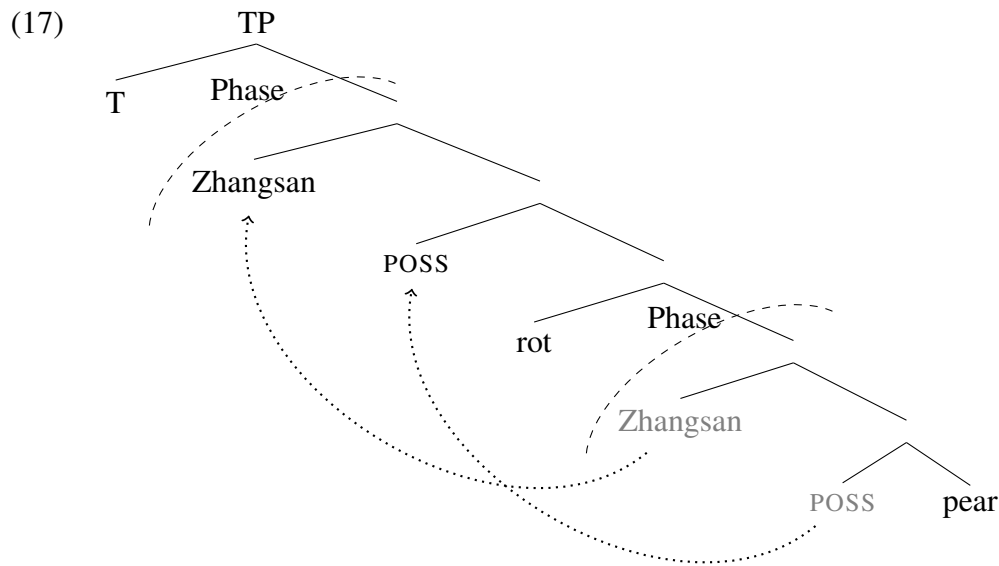 (17)
TP
T
Phase
Zhangsan
POSS
rot
Phase
Zhangsan
POSS
pear